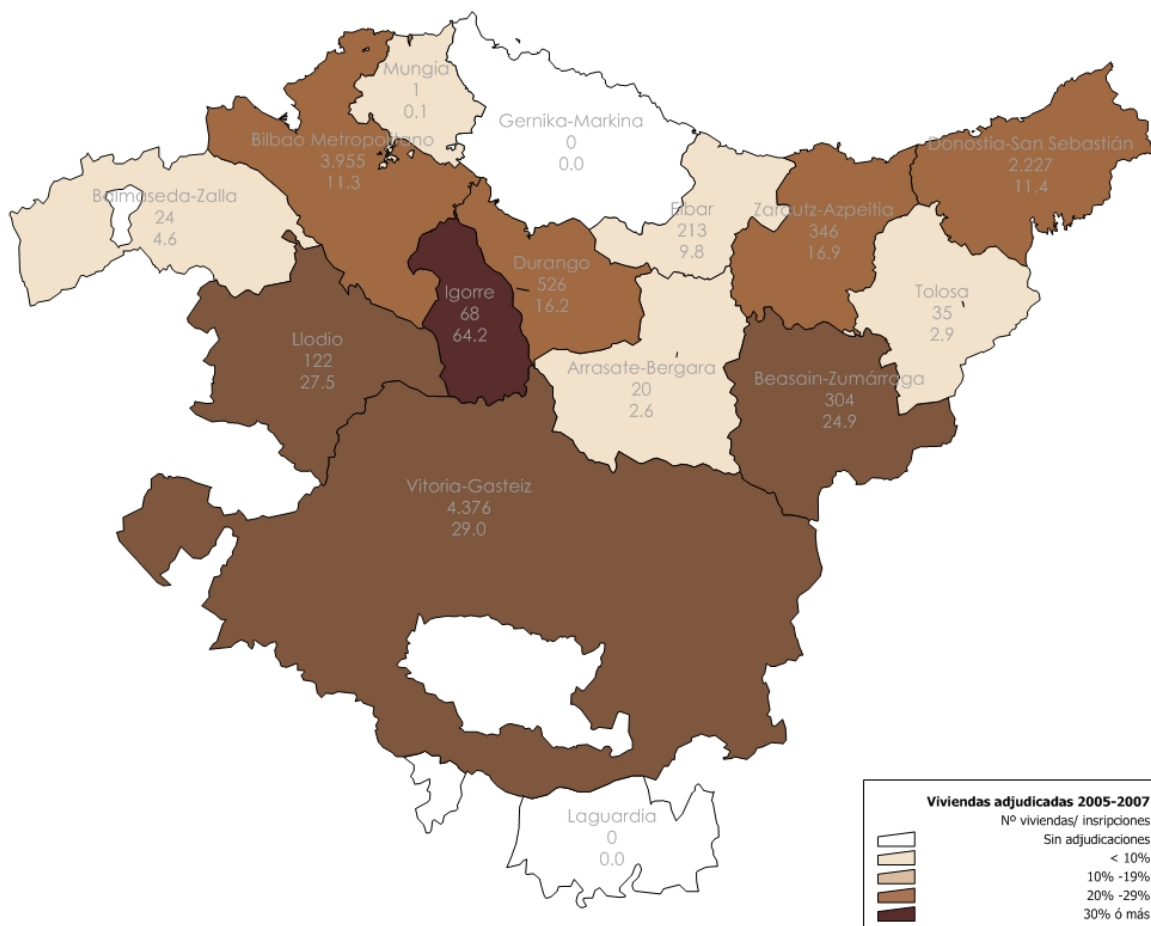 Mungía
1
0.1
Gernika-Markina
0
0.0
Bilbao Metropolitano
3.955
11.3
Donostia-San Sebastián
2.227
11.4
Balmaseda-Zalla
24
4.6
Eibar
213
9.8
Zarautz-Azpeitia
346
16.9
Durango
526
16.2
Igorre
68
64.2
Tolosa
35
2.9
Llodio
122
27.5
Arrasate-Bergara
20
2.6
Beasain-Zumárraga
304
24.9
Vitoria-Gasteiz
4.376
29.0
Laguardia
0
0.0
Viviendas adjudicadas 2005-2007
Nº viviendas/ insripciones
Sin adjudicaciones
< 10%
10% -19%
20% -29%
30% ó más